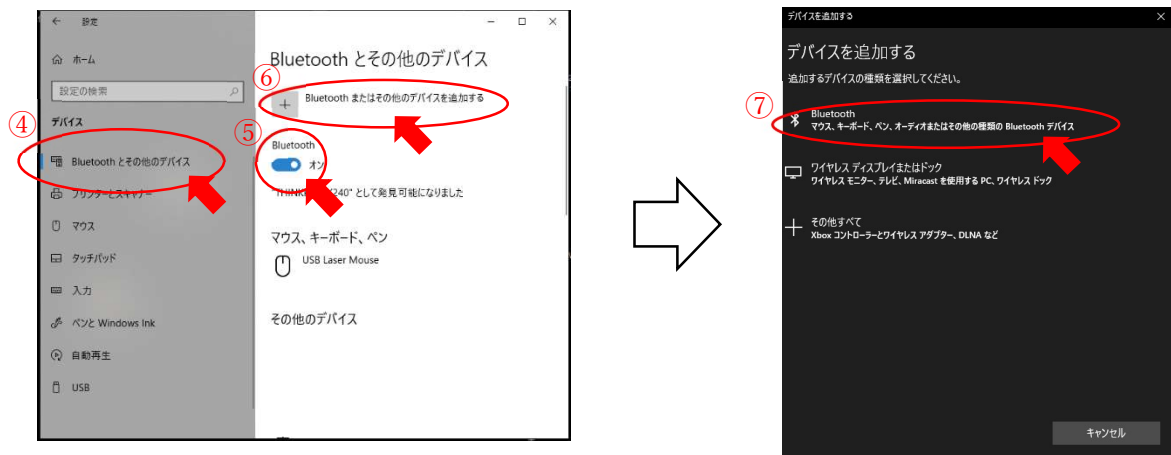 設定
ホーム
設定の検索
デバイス
④
Bluetooth とその他のデバイス
プリンターとスキャナー
マウス
タッチパッド
入力
ペンと Windows Ink
自動再生
USB
Bluetooth とその他のデバイス
⑥
Bluetooth またはその他のデバイスを追加する
⑤
Bluetooth
オン
として発見可能になりました
マウス、キーボード、ペン
USB Laser Mouse
その他のデバイス
デバイスを追加する
デバイスを追加する
追加するデバイスの種類を選択してください。
⑦
Bluetooth
マウス、キーボード、ペン、オーディオまたはその他の種類の Bluetooth デバイス
ワイヤレス ディスプレイまたはドック
ワイヤレス モニター、テレビ、Miracast を使用する PC、ワイヤレス ドック
その他すべて
Xbox コントローラーとワイヤレス アダプター、DLNA など
キャンセル